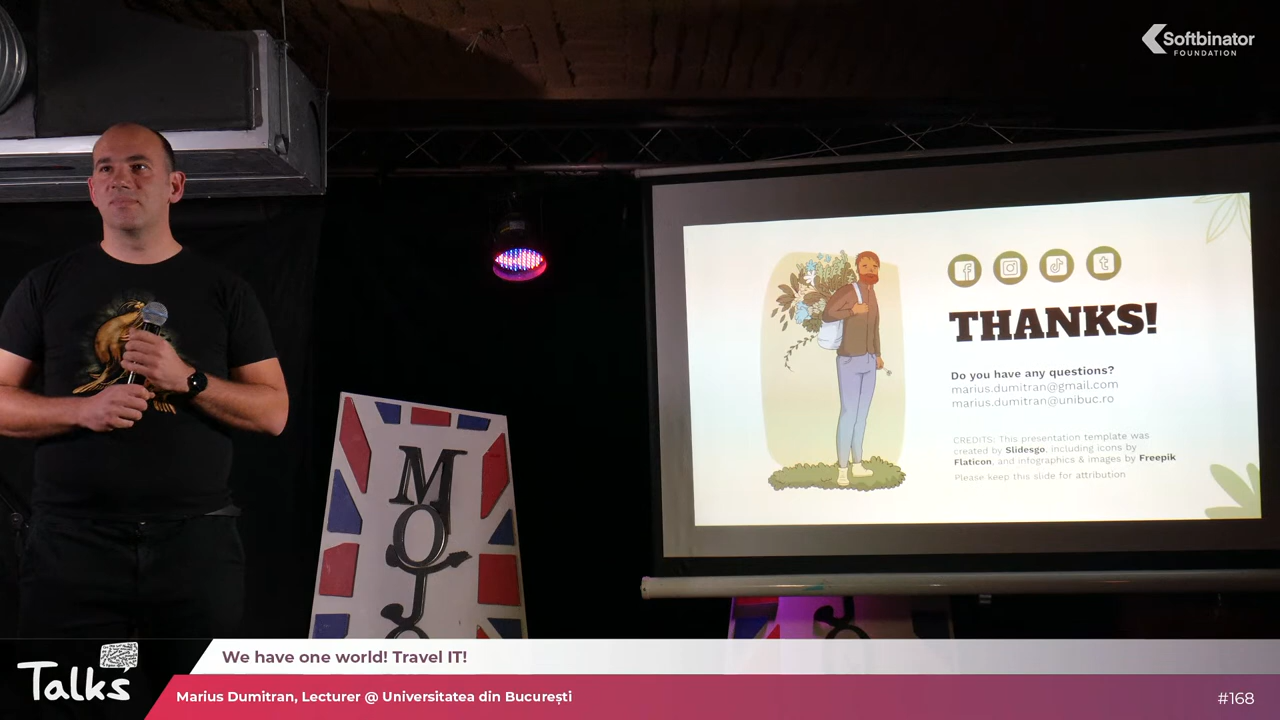 Softbinator
FOUNDATION
THANKS!
Do you have any questions?
marius.dumitran@gmail.com
marius.dumitran@unibuc.ro
CREDITS: This presentation template was
created by Slidesgo, including icons by
Flaticon, and infographics & images by Freepik
Please keep this slide for attribution
MOJO
Talks
We have one world! Travel IT!
Marius Dumitran, Lecturer @ Universitatea din București
#168